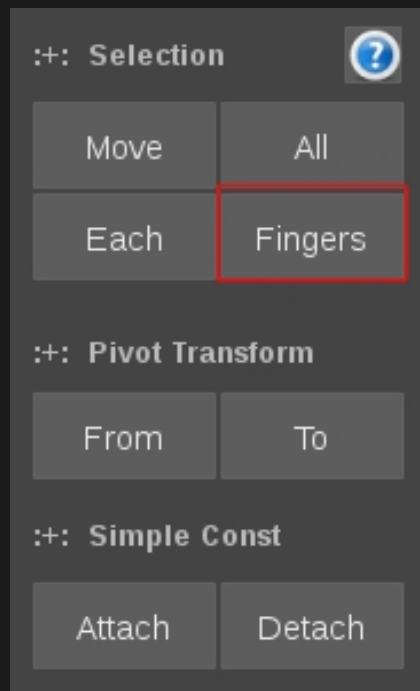 :+: Selection ?
Move All
Each Fingers
:+: Pivot Transform
From To
:+: Simple Const
Attach Detach